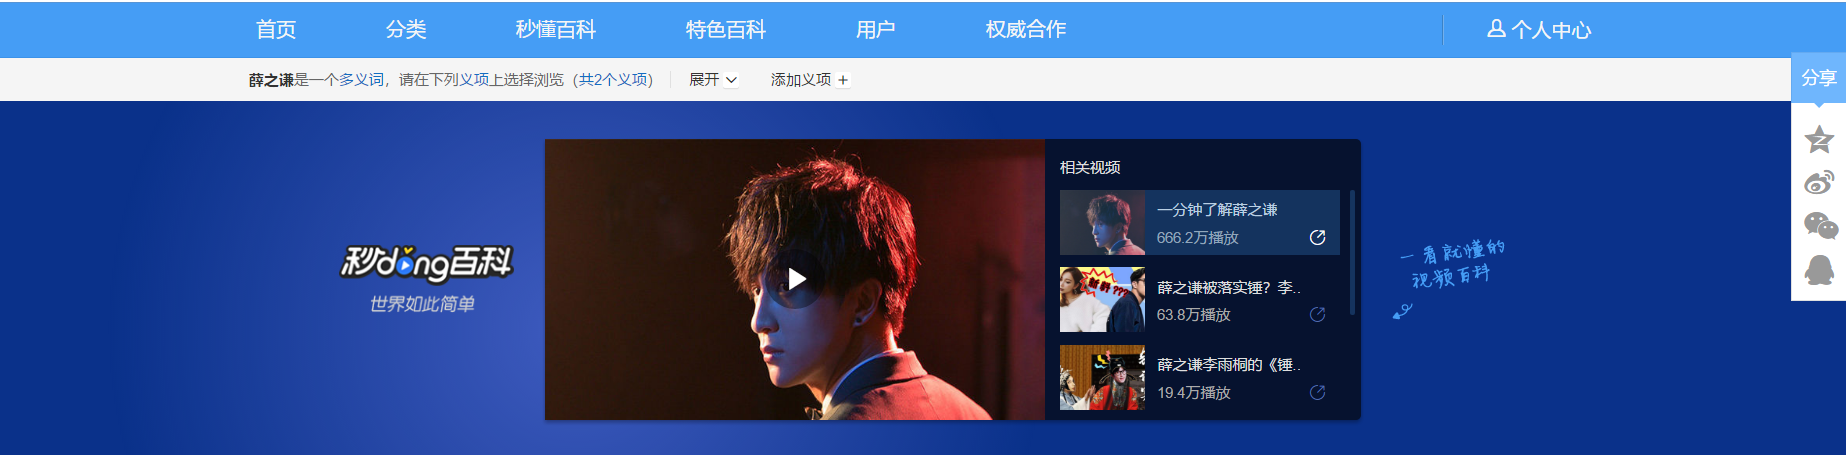 首页 分类 秒懂百科 特色百科 用户 权威合作 个人中心
薛之谦是一个多义词，请在下列义项上选择浏览（共2个义项） 展开 添加义项 +
分享
秒dǒng百科
世界如此简单
相关视频
一分钟了解薛之谦
666.2万播放
薛之谦被落实锤？李..
63.8万播放
薛之谦李雨桐的《锤..
19.4万播放
一看就懂的
视频百科